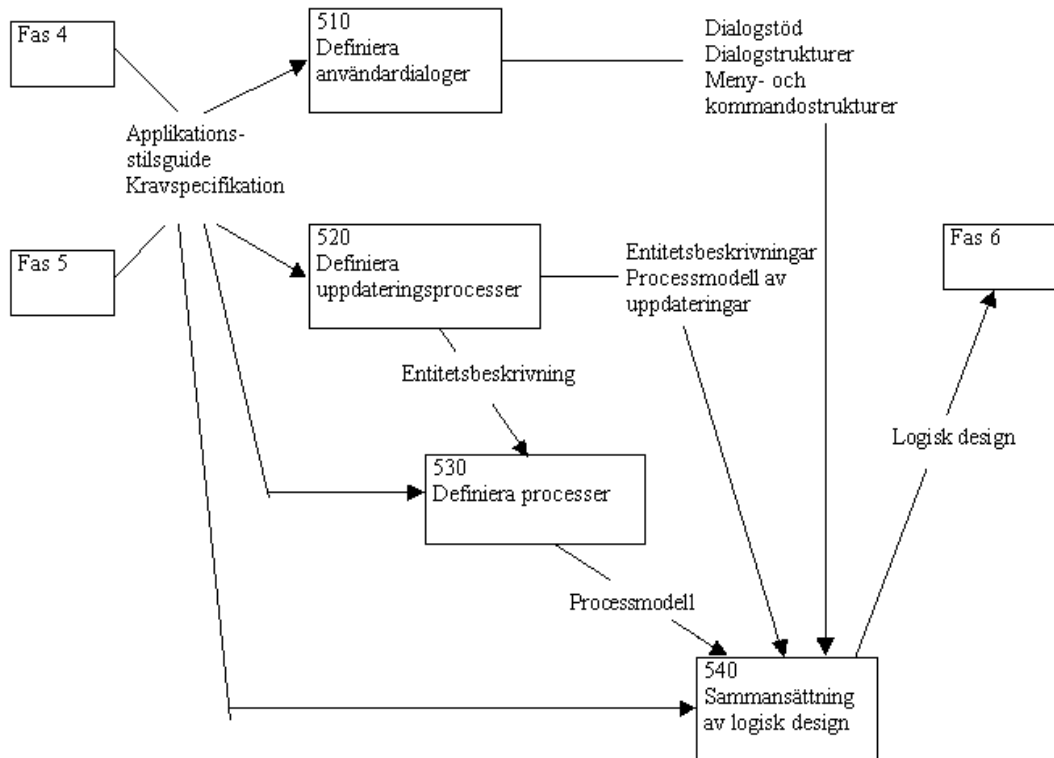 Fas 4
510
Definiera
användardialoger
Dialogstöd
Dialogstrukturer
Meny- och
kommandostrukturer
Applikations-
stilsguide
Kravspecifikation
Fas 5
520
Definiera
uppdateringsprocesser
Entitetsbeskrivningar
Processmodell av
uppdateringar
Fas 6
Entitetsbeskrivning
Logisk design
530
Definiera processer
Processmodell
540
Sammansättning
av logisk design